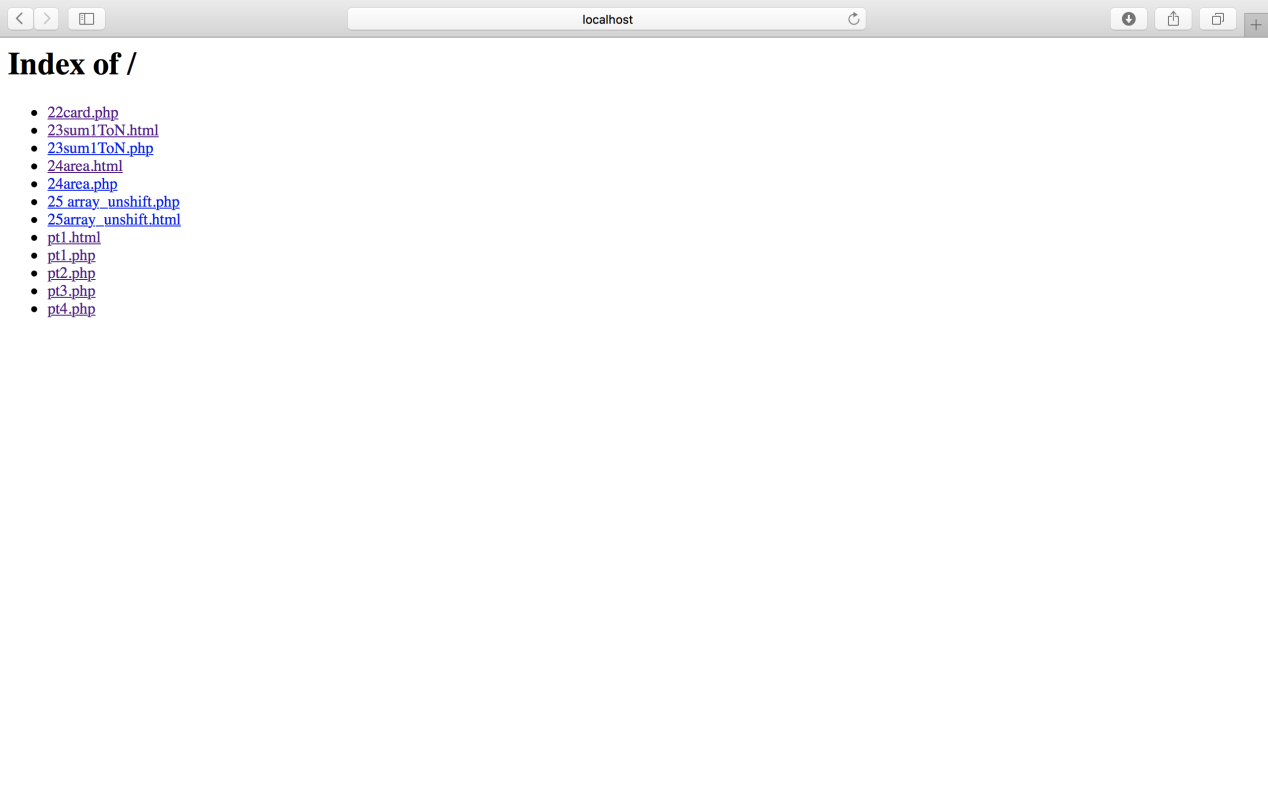 localhost
Index of /
22card.php
23sum1ToN.html
23sum1ToN.php
24area.html
24area.php
25 array_unshift.php
25array_unshift.html
pt1.html
pt1.php
pt2.php
pt3.php
pt4.php